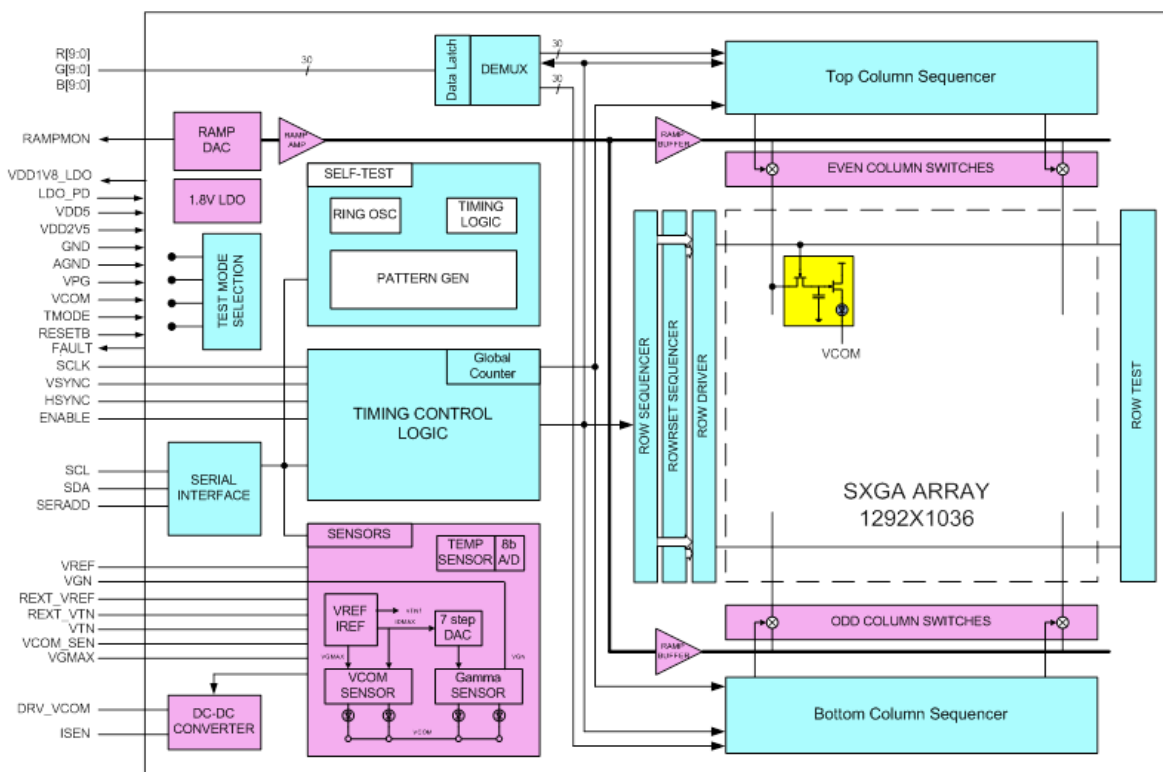 R[9:0]
G[9:0]
B[9:0]
30
Data Latch
DEMUX
30
30
Top Column Sequencer
RAMPMON
RAMP
DAC
RAMP
AMP
RAMP
BUFFER
EVEN COLUMN SWITCHES
VDD1V8_LDO
LDO_PD
VDD5
VDD2V5
GND
AGND
VPG
VCOM
TMODE
RESETB
FAULT
SCLK
VSYNC
HSYNC
ENABLE
1.8V LDO
TEST MODE
SELECTION
SELF-TEST
RING OSC
TIMING
LOGIC
PATTERN GEN
Global
Counter
TIMING CONTROL
LOGIC
ROW SEQUENCER
ROWRSET SEQUENCER
ROW DRIVER
VCOM
SXGA ARRAY
1292X1036
ROW TEST
SCL
SDA
SERADD
SERIAL
INTERFACE
SENSORS
TEMP
SENSOR
8b
A/D
VREF
VGN
REXT_VREF
REXT_VTN
VTN
VCOM_SEN
VGMAX
VREF
IREF
IDMAX
7 step
DAC
VGMAX
VGN
VCOM
SENSOR
Gamma
SENSOR
VCOM
DRV_VCOM
ISEN
DC-DC
CONVERTER
ODD COLUMN SWITCHES
RAMP
BUFFER
Bottom Column Sequencer